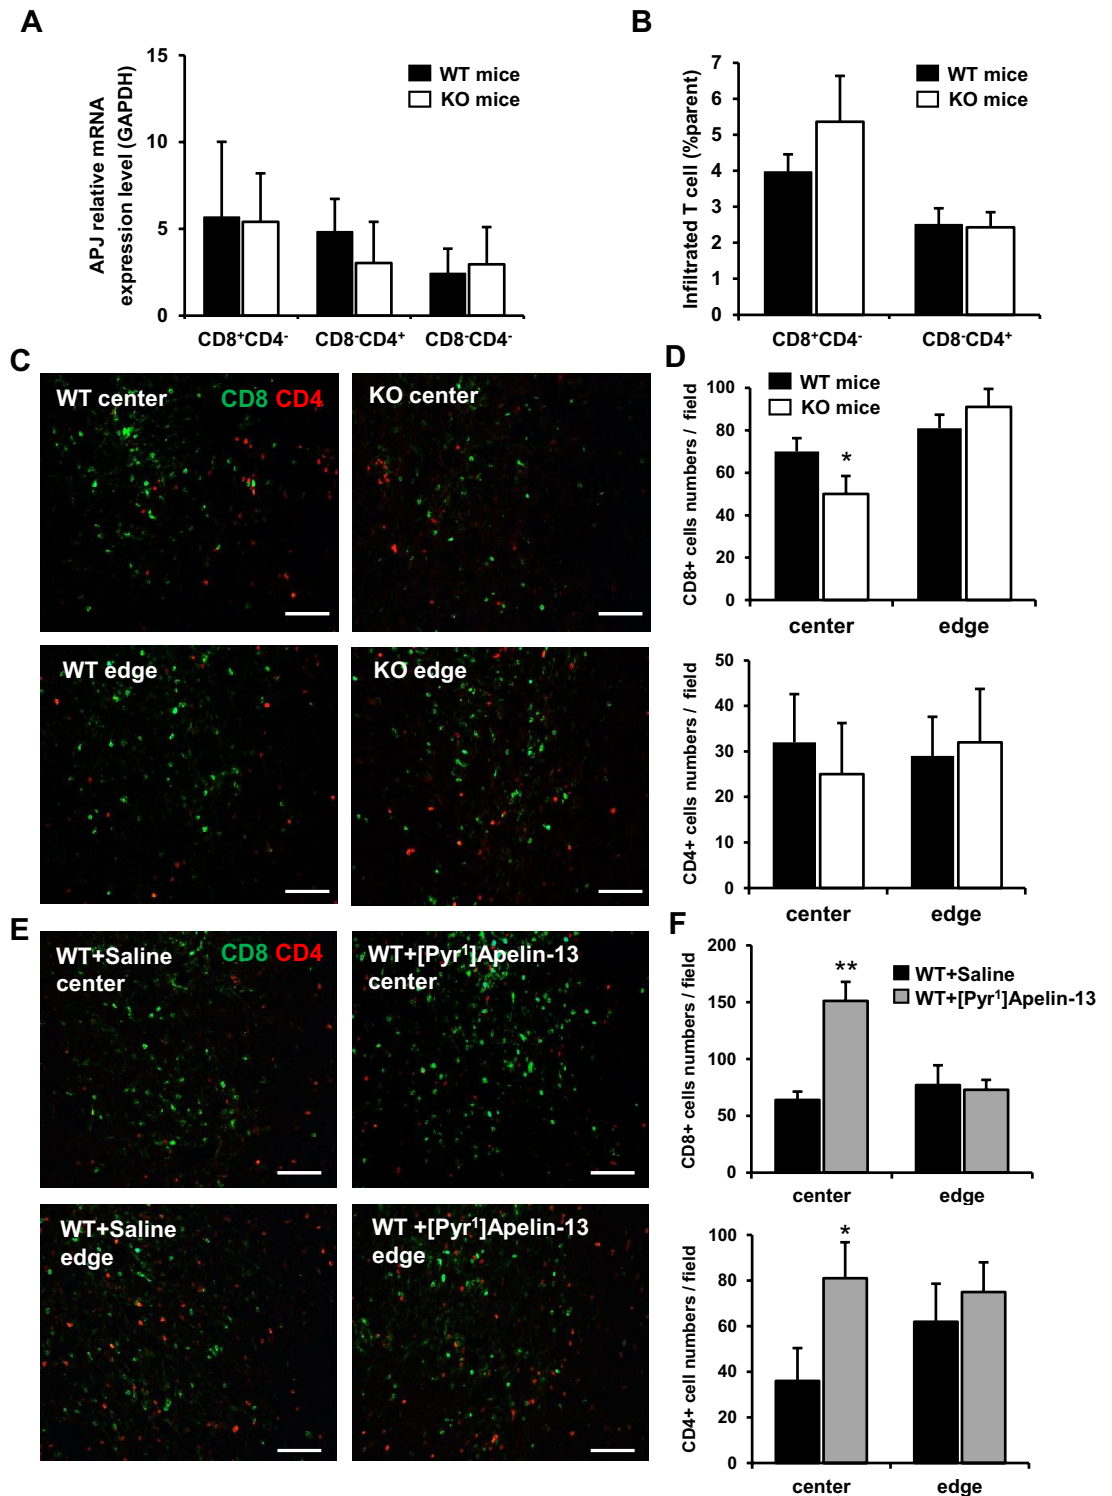 A
APJ relative mRNA
expression level (GAPDH)
15
10
5
0
WT mice
KO mice
CD8⁺CD4⁻
CD8⁻CD4⁺
CD8⁻CD4⁻
B
Infiltrated T cell (%parent)
7
6
5
4
3
2
1
0
WT mice
KO mice
CD8⁺CD4⁻
CD8⁻CD4⁺
C
WT center
CD8 CD4
KO center
WT edge
KO edge
D
CD8+ cells numbers / field
100
80
60
40
20
0
WT mice
KO mice
*
center
edge
CD4+ cells numbers / field
50
40
30
20
10
0
center
edge
E
WT+Saline
center
CD8 CD4
WT+[Pyr¹]Apelin-13
center
WT+Saline
edge
WT +[Pyr¹]Apelin-13
edge
F
CD8+ cells numbers / field
200
150
100
50
0
**
WT+Saline
WT+[Pyr¹]Apelin-13
center
edge
CD4+ cell numbers / field
100
80
60
40
20
0
*
center
edge